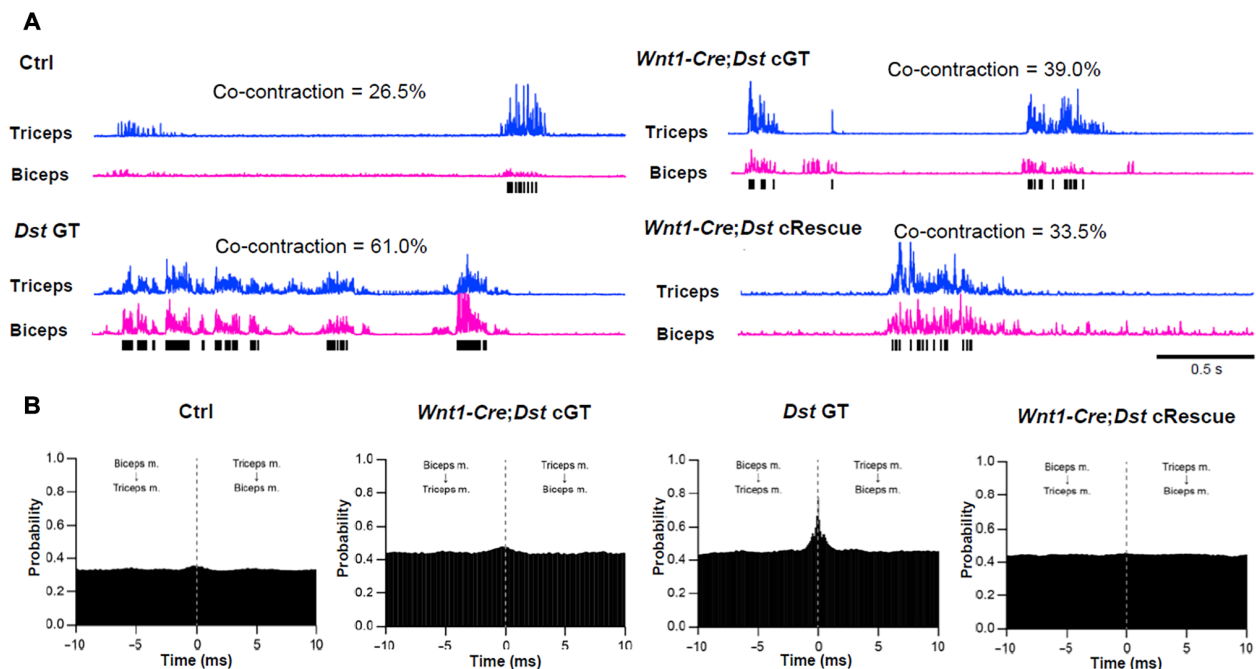 A
Ctrl
Co-contraction = 26.5%
Triceps
Biceps
Wnt1-Cre;Dst cGT
Co-contraction = 39.0%
Triceps
Biceps
Dst GT
Co-contraction = 61.0%
Triceps
Biceps
Wnt1-Cre;Dst cRescue
Co-contraction = 33.5%
Triceps
Biceps
0.5 s
B
Ctrl
Probability
1.0
0.8
0.6
0.4
0.2
0.0
Biceps m.
↓
Triceps m.
Triceps m.
↓
Biceps m.
−10 −5 0 5 10
Time (ms)
Wnt1-Cre;Dst cGT
Probability
1.0
0.8
0.6
0.4
0.2
0.0
Biceps m.
↓
Triceps m.
Triceps m.
↓
Biceps m.
−10 −5 0 5 10
Time (ms)
Dst GT
Probability
1.0
0.8
0.6
0.4
0.2
0.0
Biceps m.
↓
Triceps m.
Triceps m.
↓
Biceps m.
−10 −5 0 5 10
Time (ms)
Wnt1-Cre;Dst cRescue
Probability
1.0
0.8
0.6
0.4
0.2
0.0
Biceps m.
↓
Triceps m.
Triceps m.
↓
Biceps m.
−10 −5 0 5 10
Time (ms)